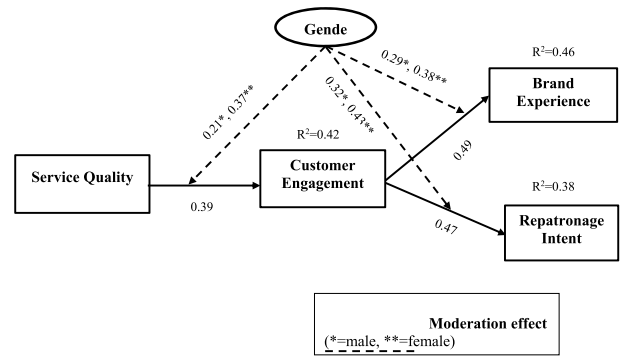 Gende
0.29*, 0.38**
R²=0.46
Brand
Experience
0.21*, 0.37**
0.32*, 0.43**
R²=0.42
0.49
Service Quality
Customer
Engagement
0.39
R²=0.38
0.47
Repatronage
Intent
Moderation effect
(*=male, **=female)